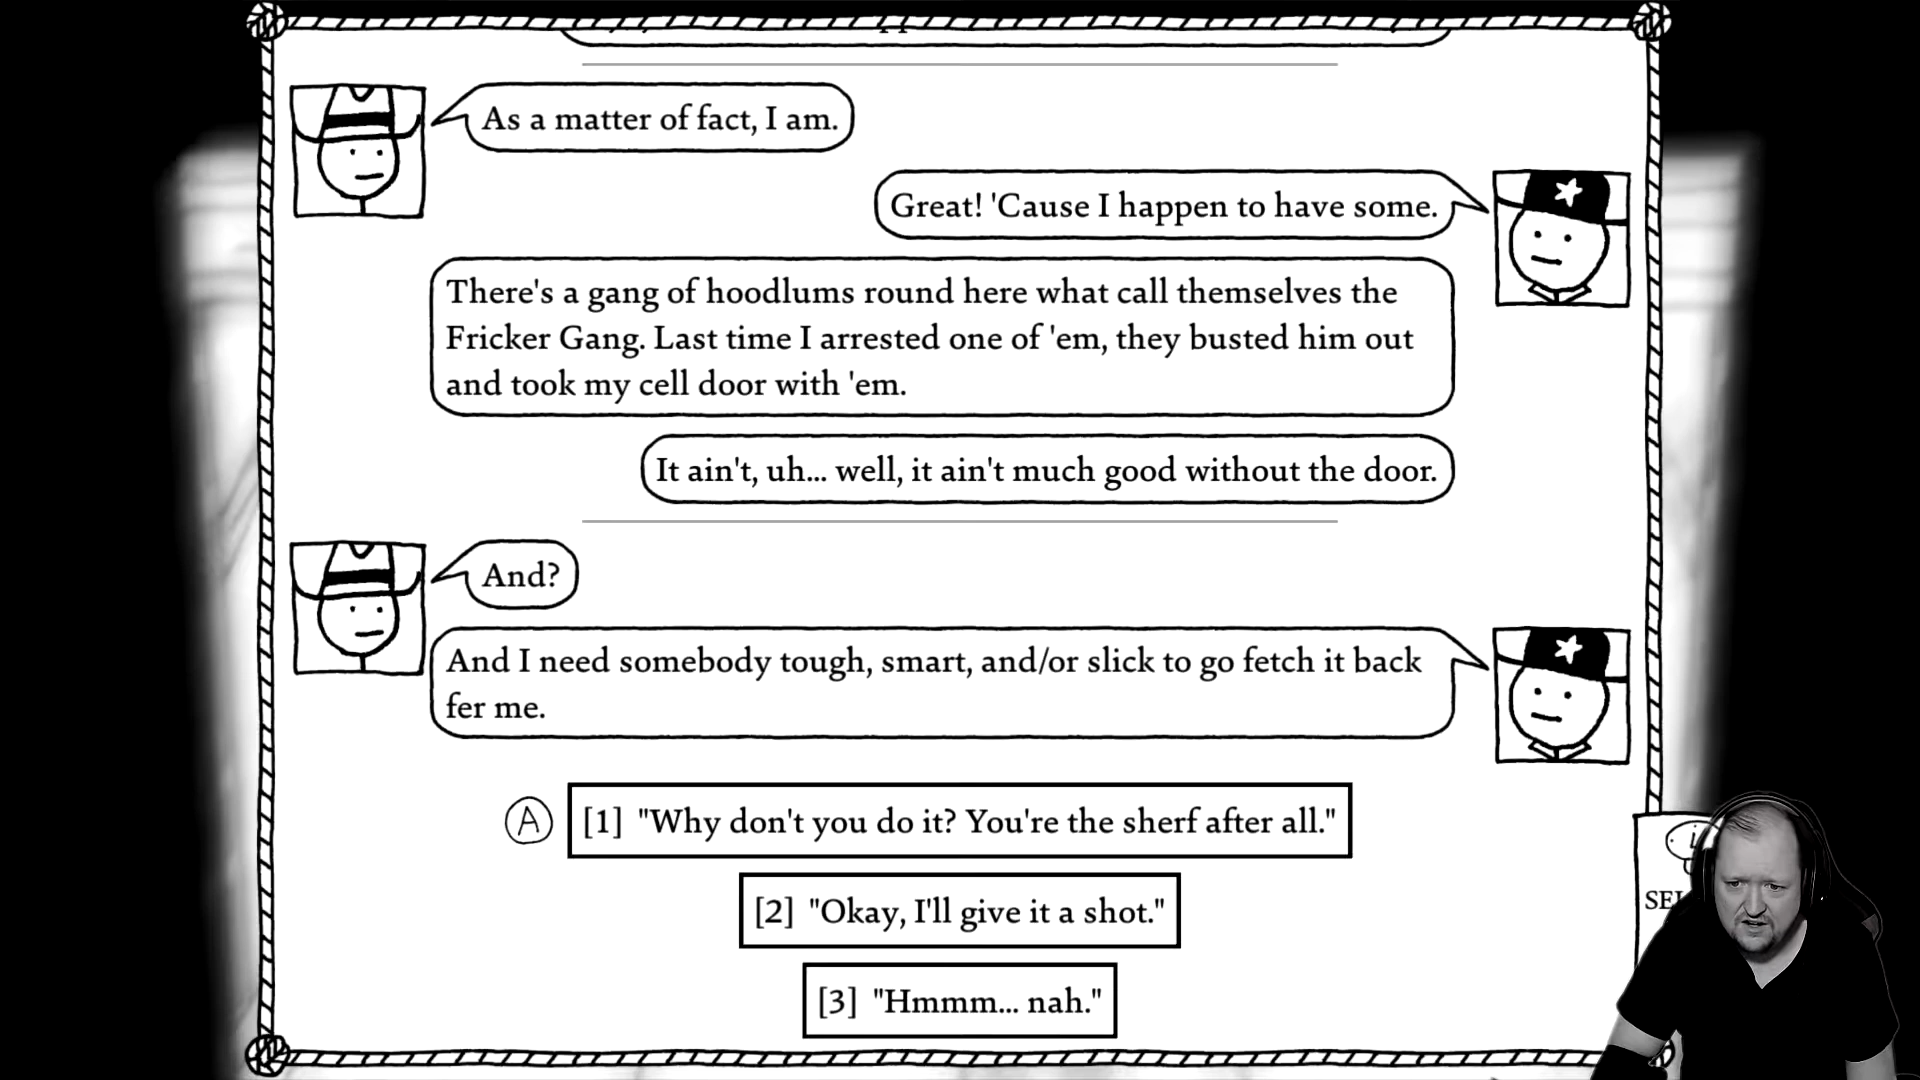 As a matter of fact, I am.
Great! 'Cause I happen to have some.
There's a gang of hoodlums round here what call themselves the
Fricker Gang. Last time I arrested one of 'em, they busted him out
and took my cell door with 'em.
It ain't, uh... well, it ain't much good without the door.
And?
And I need somebody tough, smart, and/or slick to go fetch it back
fer me.
A [1] "Why don't you do it? You're the sherf after all."
[2] "Okay, I'll give it a shot."
[3] "Hmmm... nah."